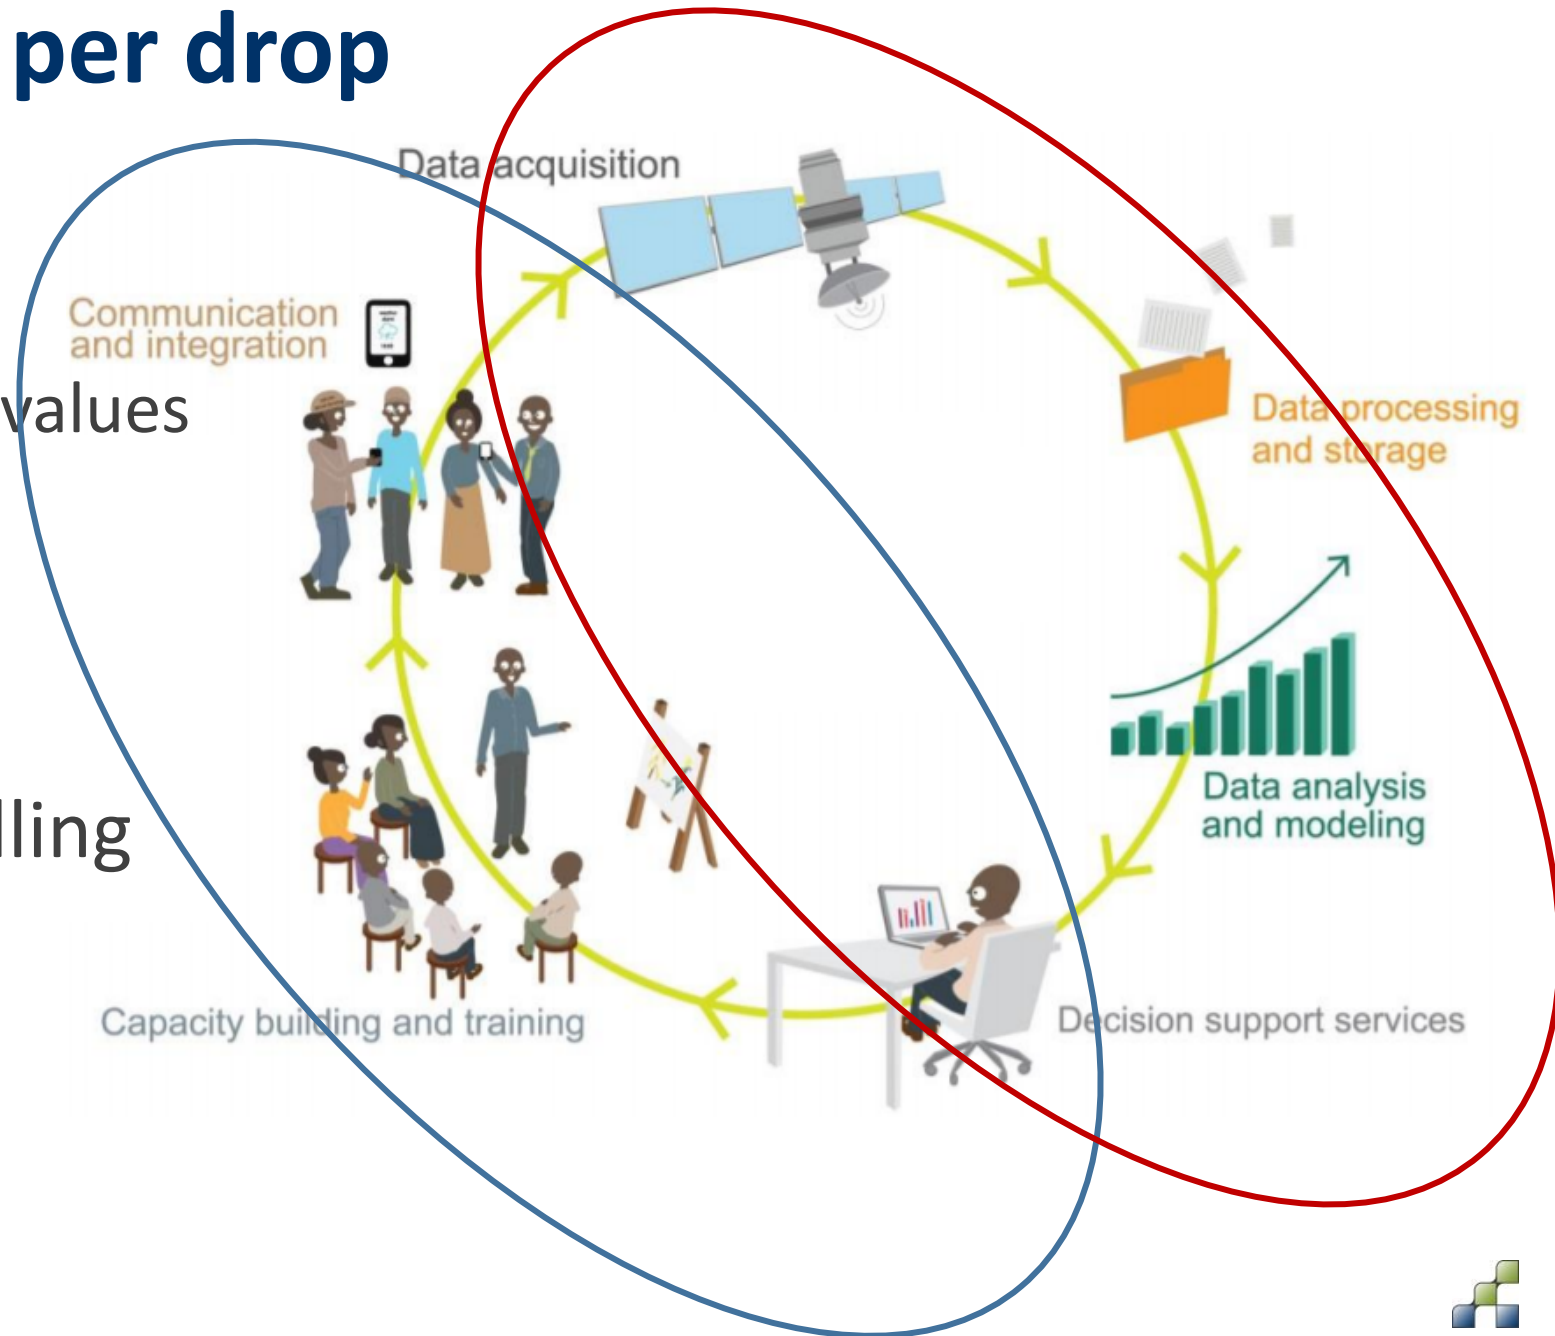 per drop
Data acquisition
Communication
and integration
values
Data processing
and storage
Data analysis
and modeling
lling
Capacity building and training
Decision support services